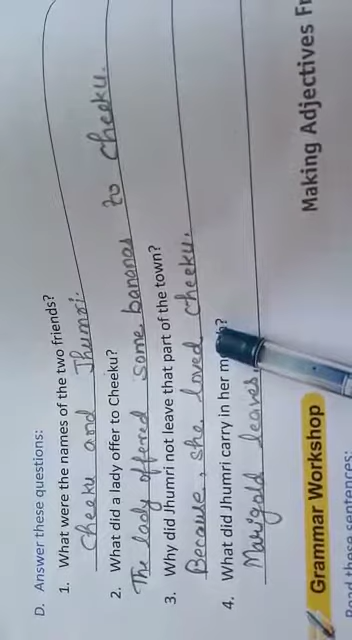 D. Answer these questions:
1. What were the names of the two friends?
Cheeku and Jhumri.
2. What did a lady offer to Cheeku?
The lady offered some bananas to Cheeku.
3. Why did Jhumri not leave that part of the town?
Because, she loved Cheeku.
4. What did Jhumri carry in her m h?
Marigold leaves.
Grammar Workshop
Making Adjectives Fr
Read these sentences: